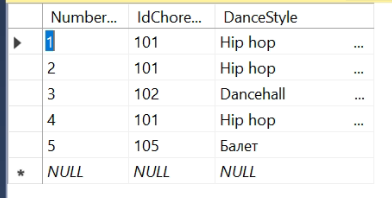 Number... IdChore... DanceStyle
1 101 Hip hop ...
2 101 Hip hop ...
3 102 Dancehall ...
4 101 Hip hop ...
5 105 Балет
NULL NULL NULL